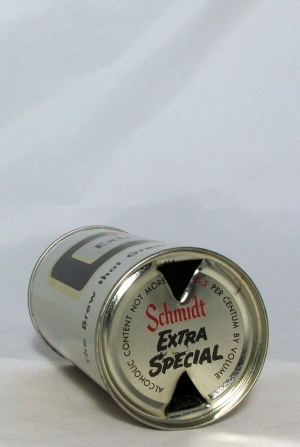 ALCOHOLIC CONTENT NOT MORE PER CENTUM BY VOLUME
Schmidt
EXTRA
SPECIAL
the Brew that